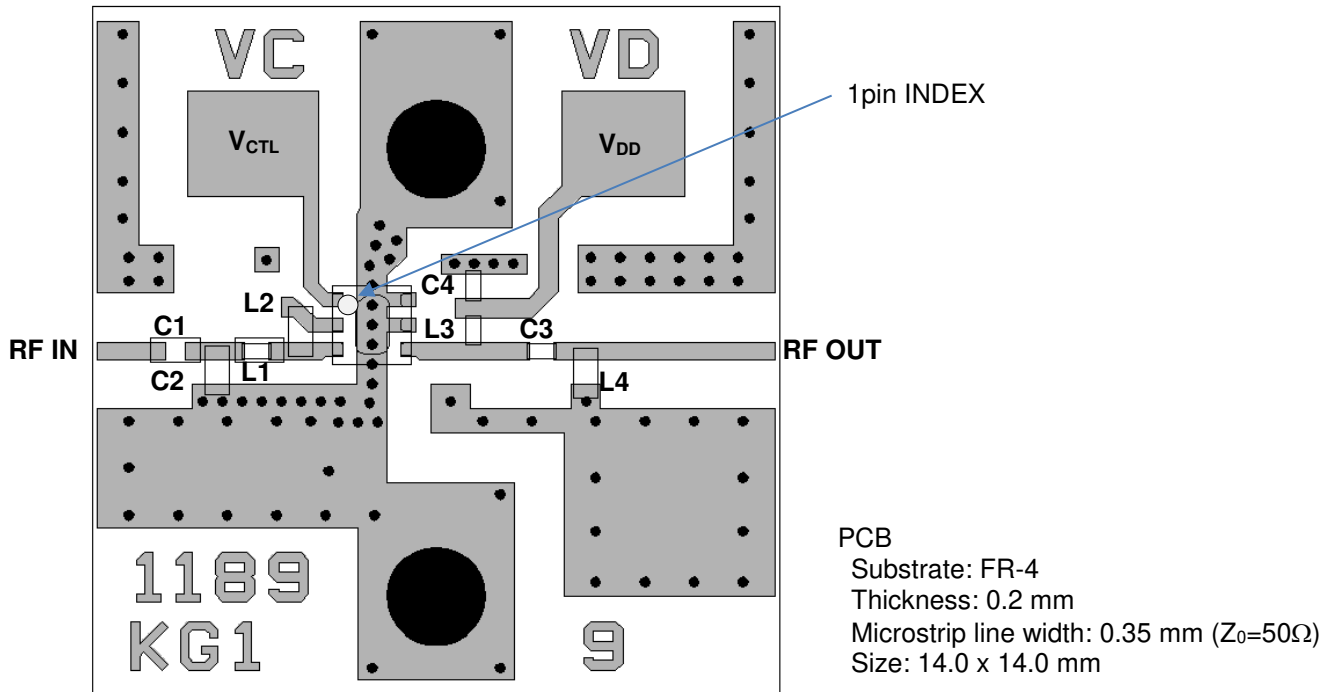 VC VD
1pin INDEX
VCTL VDD
C4
L2
C1 L3 C3
RF IN RF OUT
C2 L1 L4
1189
KG1 9
PCB
Substrate: FR-4
Thickness: 0.2 mm
Microstrip line width: 0.35 mm (Z0=50Ω)
Size: 14.0 x 14.0 mm